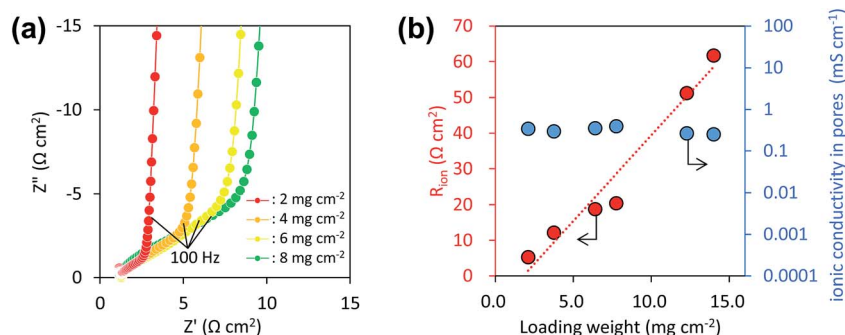 (a)
-15
-10
-5
0
Z'' (Ω cm²)
0
5
10
15
Z' (Ω cm²)
: 2 mg cm⁻²
: 4 mg cm⁻²
: 6 mg cm⁻²
: 8 mg cm⁻²
100 Hz
(b)
70
60
50
40
30
20
10
0
R_ion (Ω cm²)
0.0
5.0
10.0
15.0
Loading weight (mg cm⁻²)
100
10
1
0.1
0.01
0.001
0.0001
ionic conductivity in pores (mS cm⁻¹)